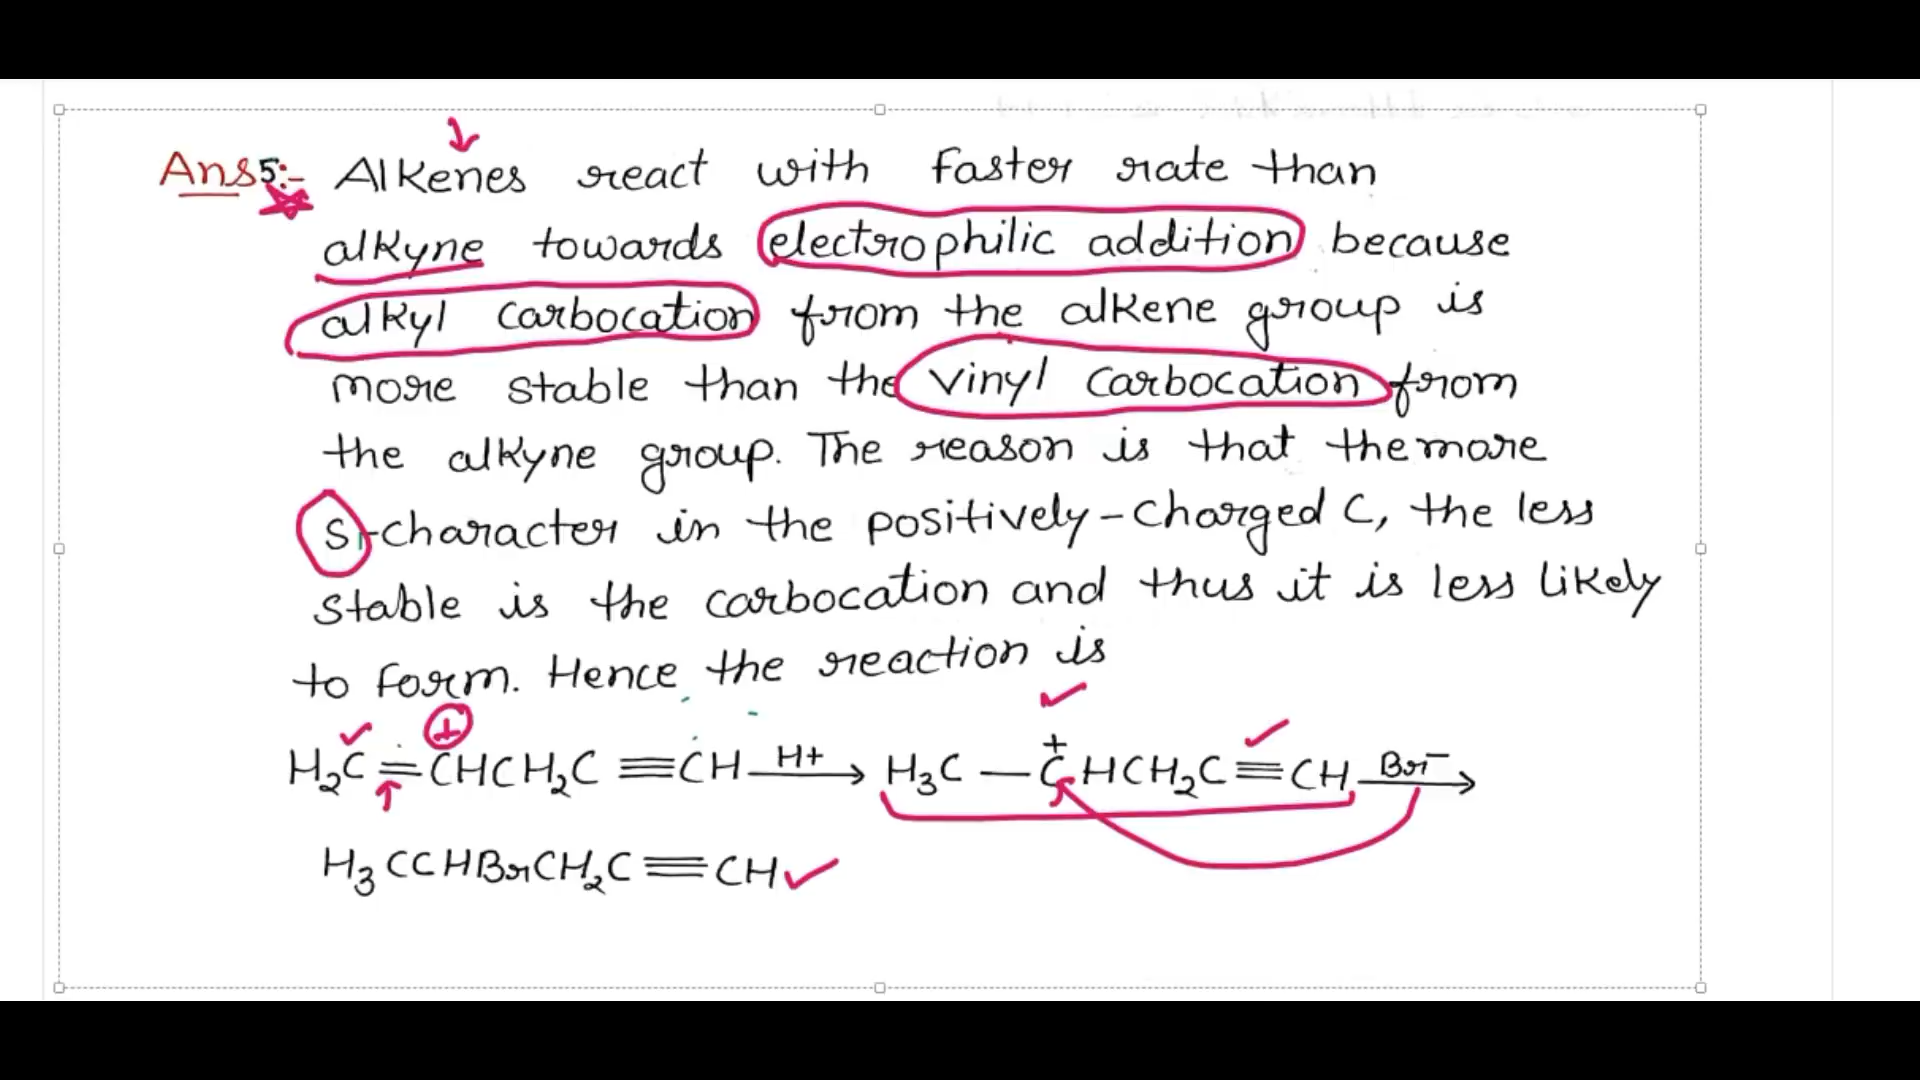 Ans 5:- Alkenes react with faster rate than
alkyne towards electrophilic addition because
alkyl carbocation from the alkene group is
more stable than the vinyl carbocation from
the alkyne group. The reason is that the more
S-character in the positively-charged C, the less
stable is the carbocation and thus it is less likely
to form. Hence the reaction is
H₂C=CHCH₂C≡CH H+→ H₃C—C⁺HCH₂C≡CH Br⁻→
H₃CCHBrCH₂C≡CH